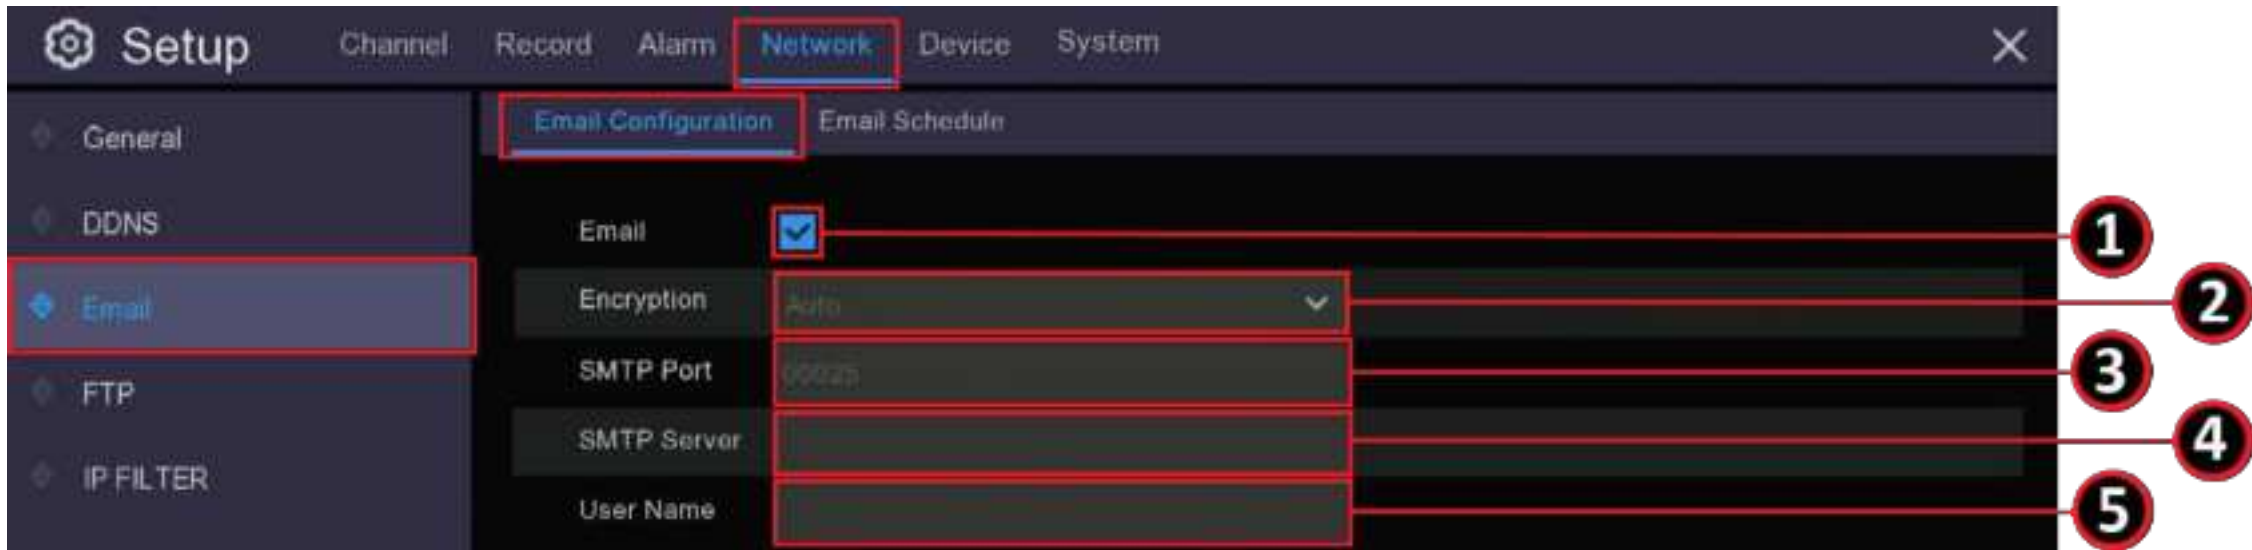 Setup Channel Record Alarm Network Device System
Email Configuration Email Schedule
General
DDNS
Email
FTP
IP FILTER
Email 1
Encryption Auto 2
SMTP Port 00025 3
SMTP Server 4
User Name 5